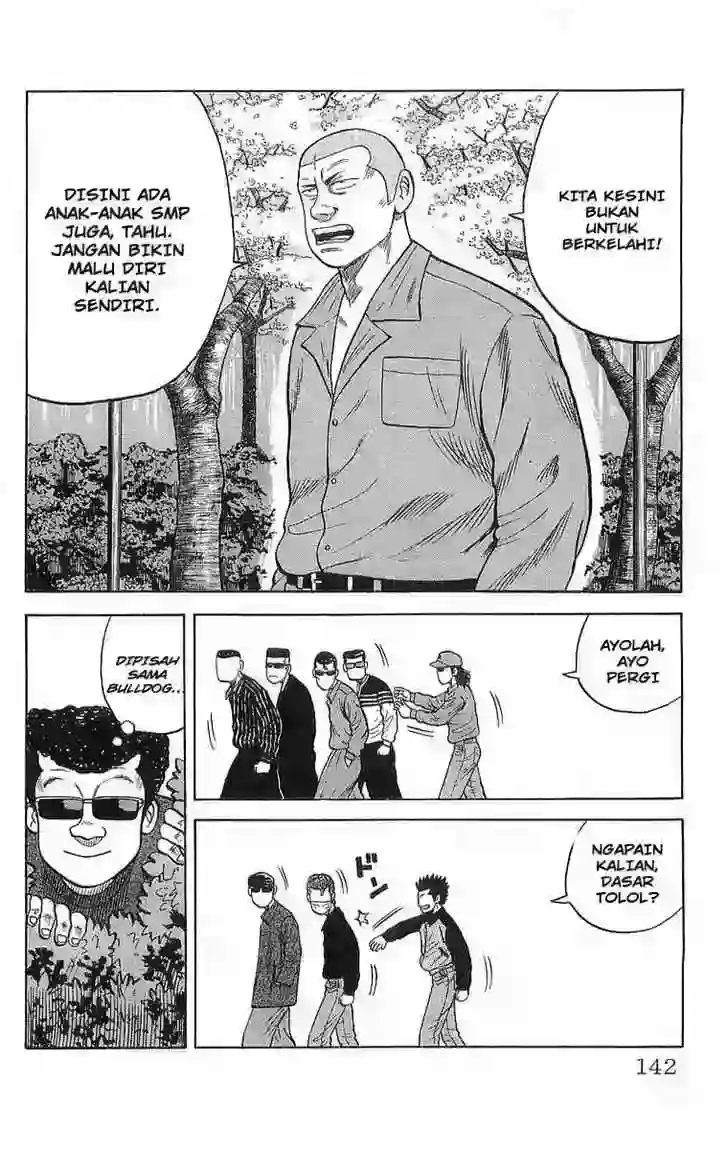 KITA KESINI
BUKAN
UNTUK
BERKELAHI!
DISINI ADA
ANAK-ANAK SMP
JUGA, TAHU.
JANGAN BIKIN
MALU DIRI
KALIAN
SENDIRI.
AYOLAH,
AYO
PERGI
DIPISAH
SAMA
BULLDOG...
NGAPAIN
KALIAN,
DASAR
TOLOL?
ドン
142